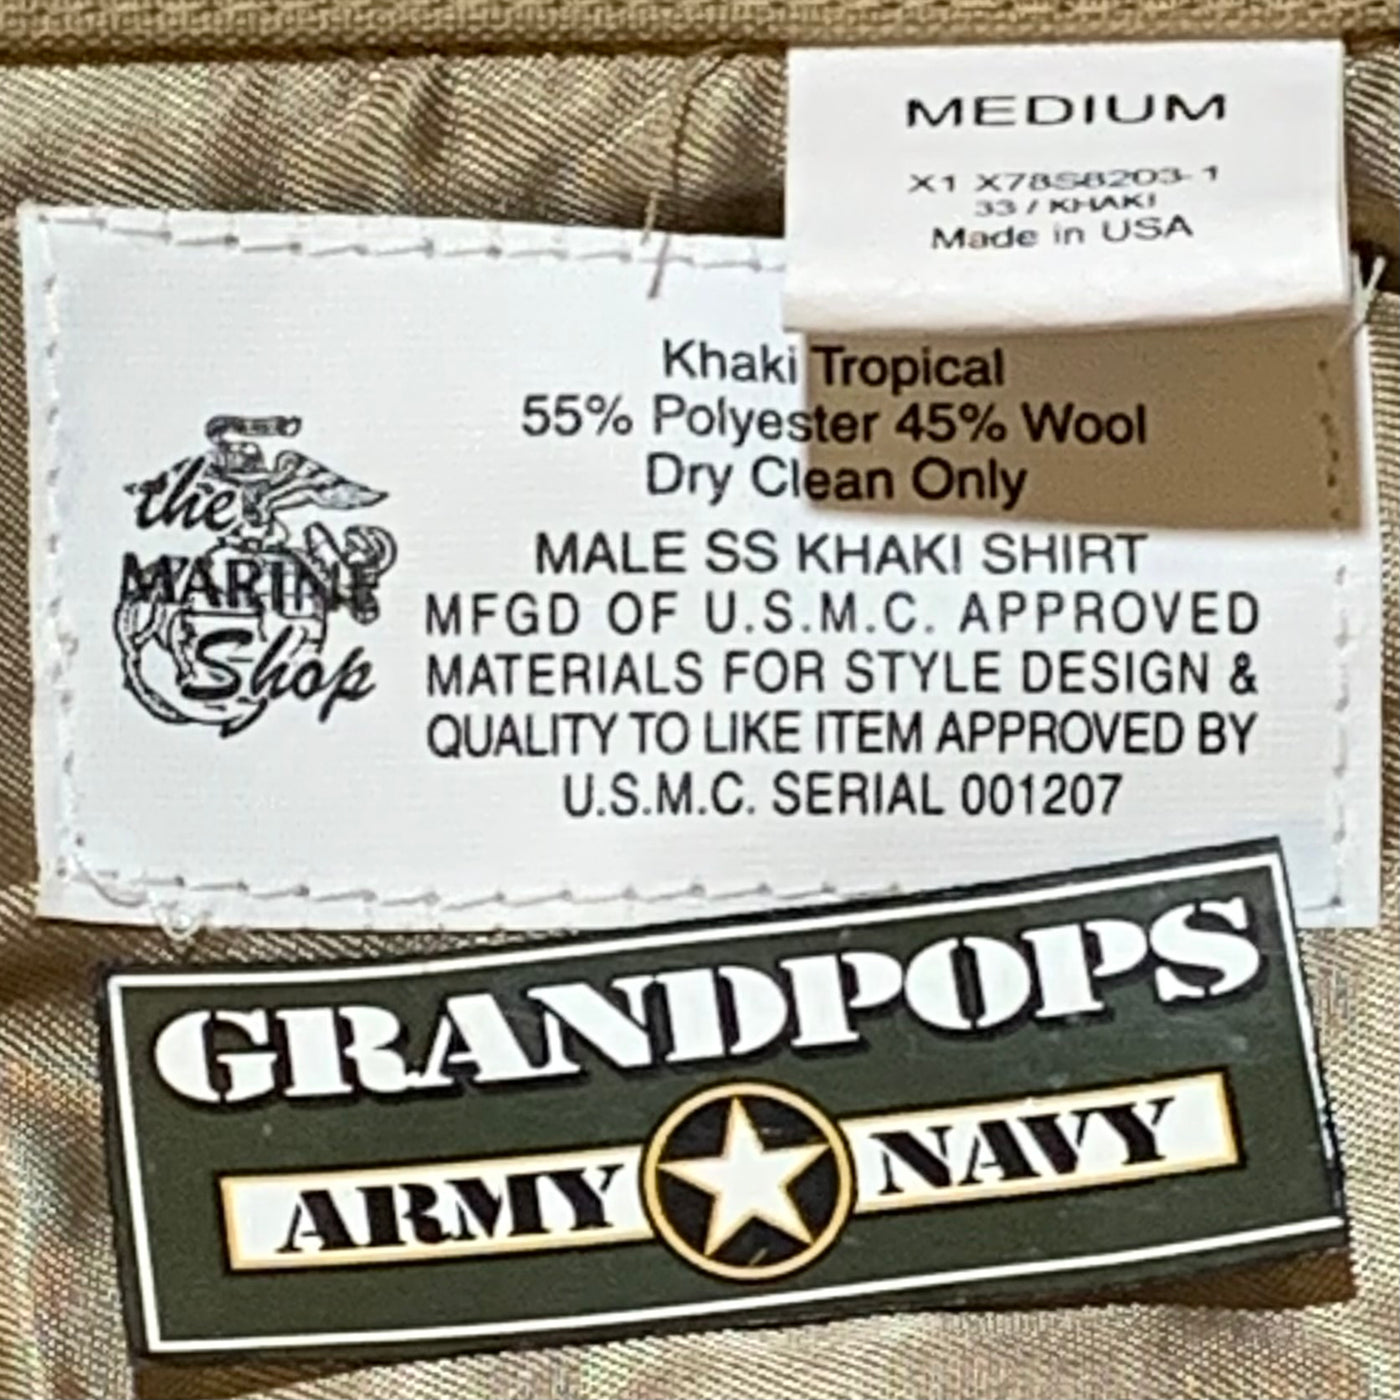 MEDIUM
X1 X78S8203-1
33 / KHAKI
Made in USA
Khaki Tropical
55% Polyester 45% Wool
Dry Clean Only
MALE SS KHAKI SHIRT
MFGD OF U.S.M.C. APPROVED
MATERIALS FOR STYLE DESIGN &
QUALITY TO LIKE ITEM APPROVED BY
U.S.M.C. SERIAL 001207
the
MARINE
Shop
GRANDPOPS
ARMY NAVY